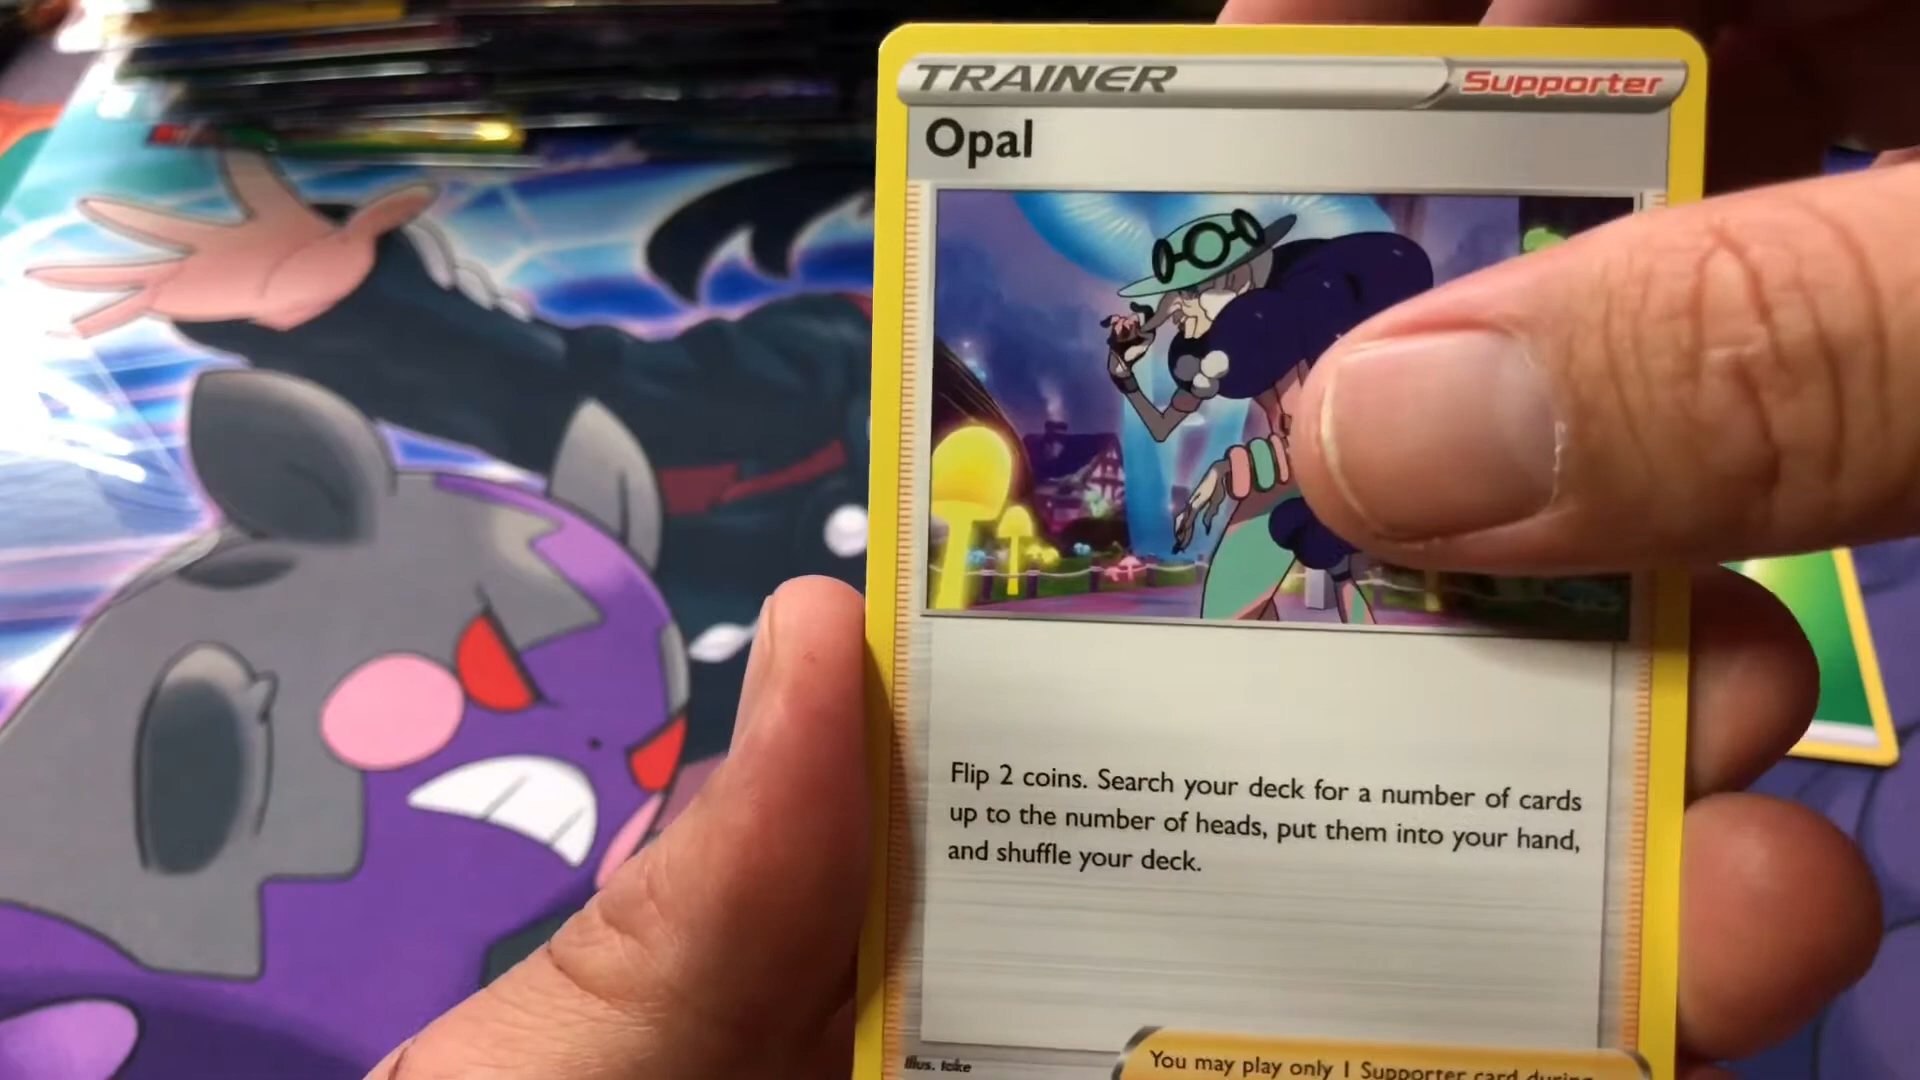 TRAINER Supporter
Opal
Flip 2 coins. Search your deck for a number of cards
up to the number of heads, put them into your hand,
and shuffle your deck.
Illus. take
You may play only 1 Supporter card during